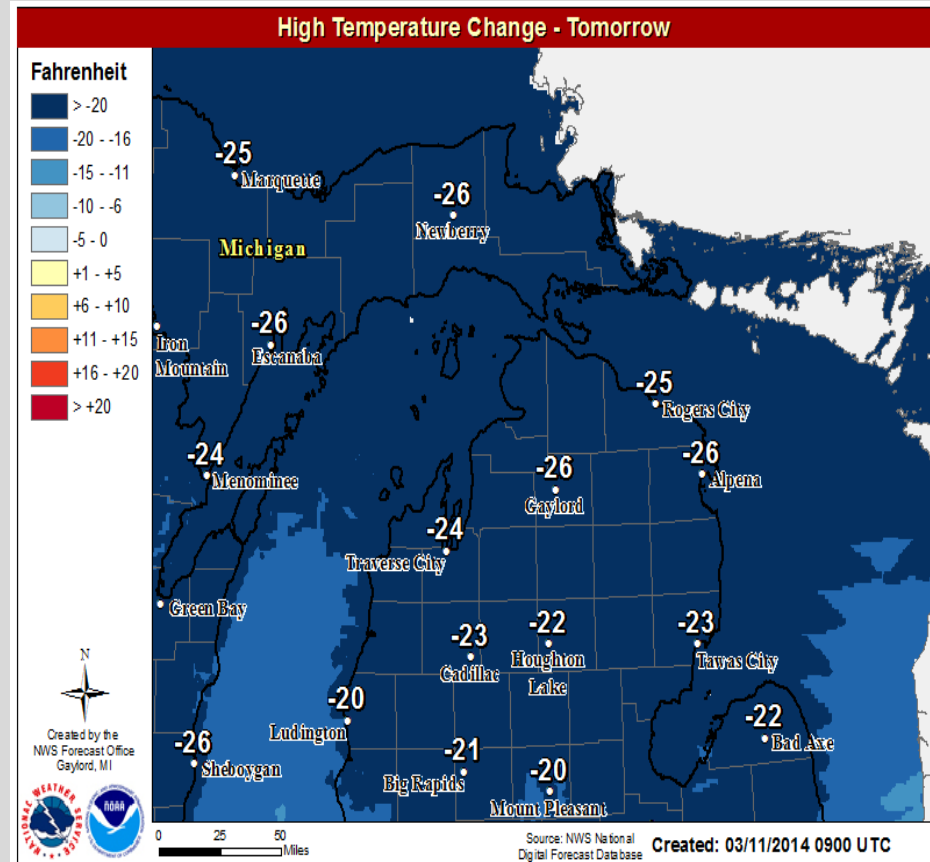 High Temperature Change - Tomorrow
Fahrenheit
> -20
-20 - -16
-15 - -11
-10 - -6
-5 - 0
+1 - +5
+6 - +10
+11 - +15
+16 - +20
> +20
-25
Marquette
-26
Newberry
Michigan
-26
Escanaba
Iron
Mountain
-25
Rogers City
-24
Menominee
-26
Gaylord
-26
Alpena
-24
Traverse City
Green Bay
-23
Cadillac
-22
Houghton
Lake
-23
Tawas City
-20
Ludington
-22
Bad Axe
-26
Sheboygan
-21
Big Rapids
-20
Mount Pleasant
N
Created by the
NWS Forecast Office
Gaylord, MI
NATIONAL WEATHER SERVICE
NOAA
0 25 50
Miles
Source: NWS National
Digital Forecast Database
Created: 03/11/2014 0900 UTC